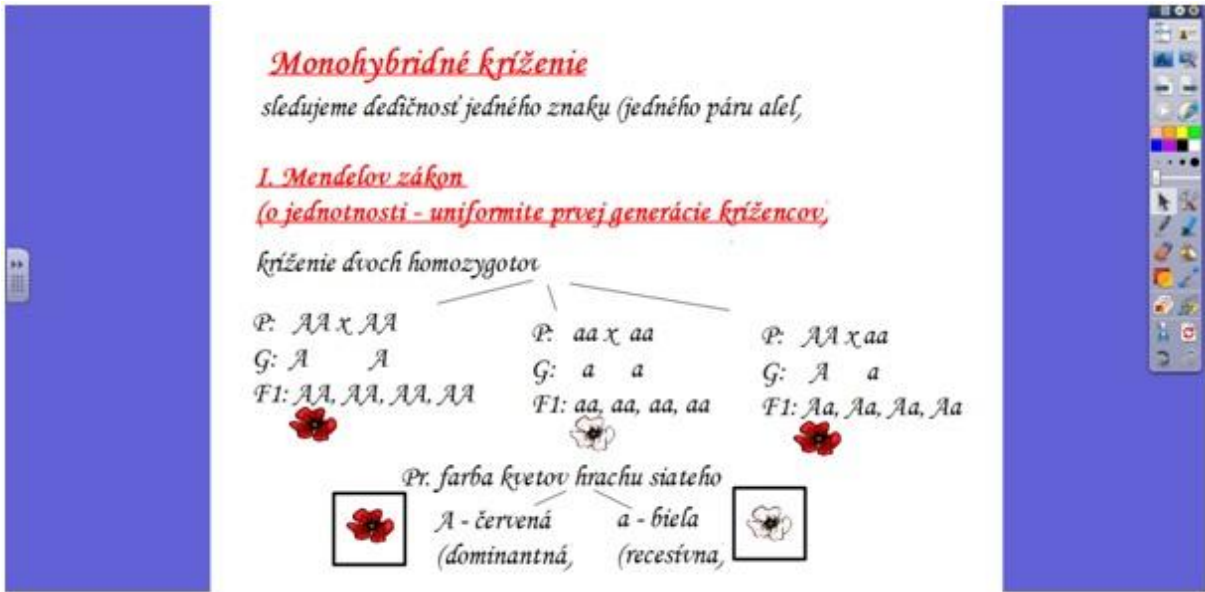 Monohybridné kríženie
sledujeme dedičnosť jedného znaku (jedného páru alel,
I. Mendelov zákon
(o jednotnosti - uniformite prvej generácie krížencov,
kríženie dvoch homozygotov
P: AA x AA
G: A A
F1: AA, AA, AA, AA
P: aa x aa
G: a a
F1: aa, aa, aa, aa
P: AA x aa
G: A a
F1: Aa, Aa, Aa, Aa
Pr. farba kvetov hrachu siateho
A - červená
(dominantná,
a - biela
(recesívna,